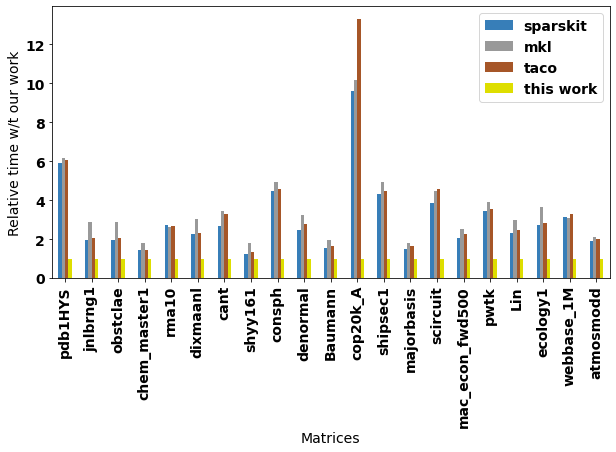 Relative time w/t our work
12
10
8
6
4
2
0
sparskit
mkl
taco
this work
pdb1HYS
jnlbrng1
obstclae
chem_master1
rma10
dixmaanl
cant
shyy161
consph
denormal
Baumann
cop20k_A
shipsec1
majorbasis
scircuit
mac_econ_fwd500
pwtk
Lin
ecology1
webbase_1M
atmosmodd
Matrices